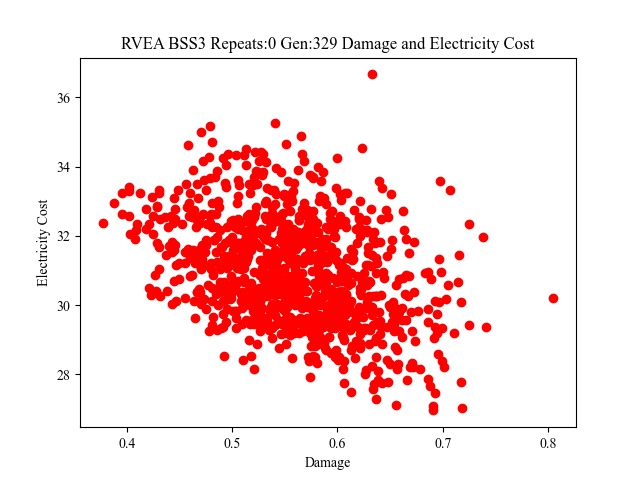 RVEA BSS3 Repeats:0 Gen:329 Damage and Electricity Cost
36
34
32
30
28
Electricity Cost
0.4 0.5 0.6 0.7 0.8
Damage